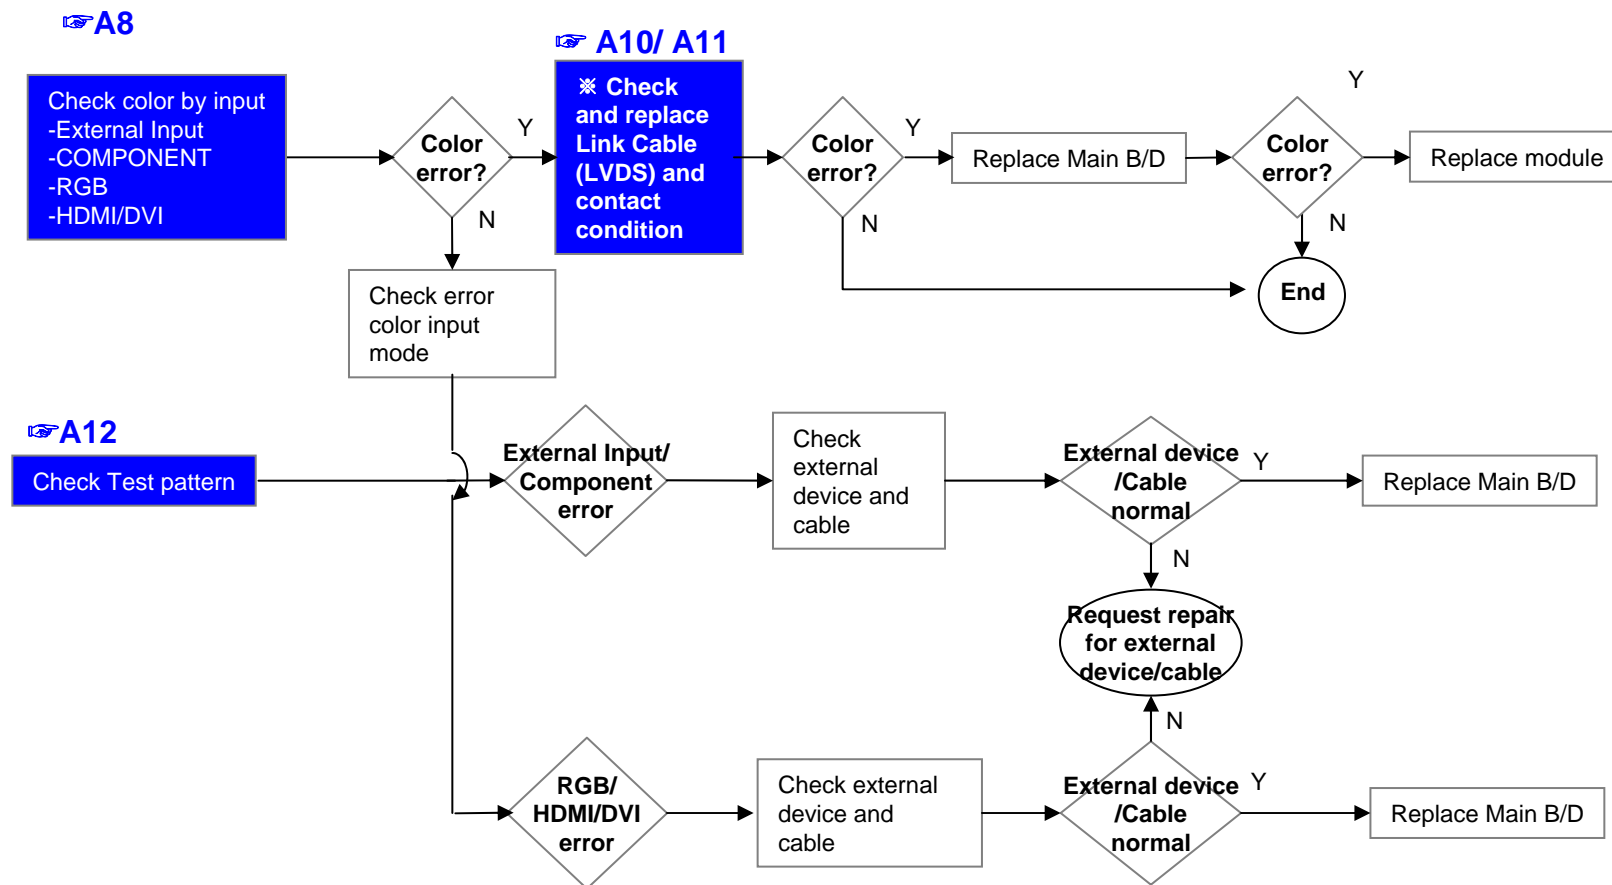 ☞A8
☞ A10/ A11
Check color by input
-External Input
-COMPONENT
-RGB
-HDMI/DVI
Color
error?
Y
N
※ Check
and replace
Link Cable
(LVDS) and
contact
condition
Color
error?
Y
N
Replace Main B/D
Color
error?
Y
N
Replace module
End
Check error
color input
mode
☞A12
Check Test pattern
External Input/
Component
error
Check
external
device and
cable
External device
/Cable
normal
Y
N
Replace Main B/D
Request repair
for external
device/cable
N
RGB/
HDMI/DVI
error
Check external
device and
cable
External device
/Cable
normal
Y
Replace Main B/D